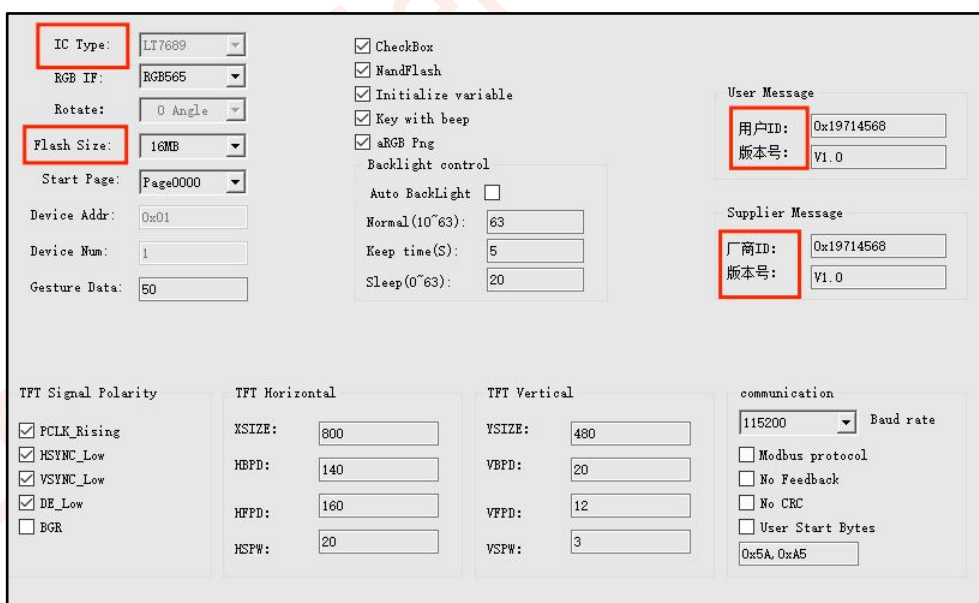 IC Type: LT7689
RGB IF: RGB565
Rotate: 0 Angle
Flash Size: 16MB
Start Page: Page0000
Device Addr: 0x01
Device Num: 1
Gesture Data: 50
CheckBox
NandFlash
Initialize variable
Key with beep
aRGB Png
Backlight control
Auto BackLight
Normal(10~63): 63
Keep time(S): 5
Sleep(0~63): 20
User Message
用户ID: 0x19714568
版本号: V1.0
Supplier Message
厂商ID: 0x19714568
版本号: V1.0
TFT Signal Polarity
PCLK_Rising
HSYNC_Low
VSYNC_Low
DE_Low
BGR
TFT Horizontal
XSIZE: 800
HBPD: 140
HFPD: 160
HSPW: 20
TFT Vertical
YSIZE: 480
VBPD: 20
VFPD: 12
VSPW: 3
communication
115200 Baud rate
Modbus protocol
No Feedback
No CRC
User Start Bytes
0x5A,0xA5